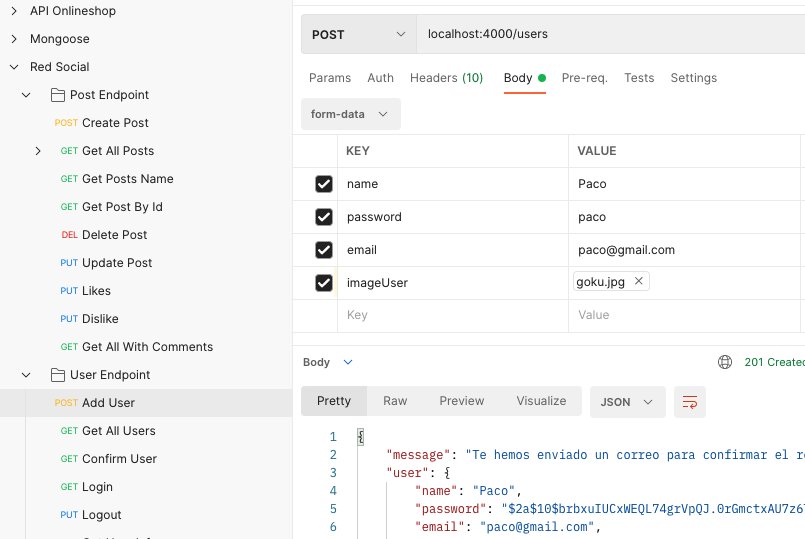 API Onlineshop
Mongoose
Red Social
Post Endpoint
POST Create Post
GET Get All Posts
GET Get Posts Name
GET Get Post By Id
DEL Delete Post
PUT Update Post
PUT Likes
PUT Dislike
GET Get All With Comments
User Endpoint
POST Add User
GET Get All Users
GET Confirm User
GET Login
PUT Logout
POST localhost:4000/users
Params Auth Headers (10) Body Pre-req. Tests Settings
form-data
KEY VALUE
name Paco
password paco
email paco@gmail.com
imageUser goku.jpg
Key Value
Body 201 Created
Pretty Raw Preview Visualize JSON
1 {
2 "message": "Te hemos enviado un correo para confirmar el re
3 "user": {
4 "name": "Paco",
5 "password": "$2a$10$brbxuIUCxWEQL74grVpQJ.0rGmctxAU7z6
6 "email": "paco@gmail.com",